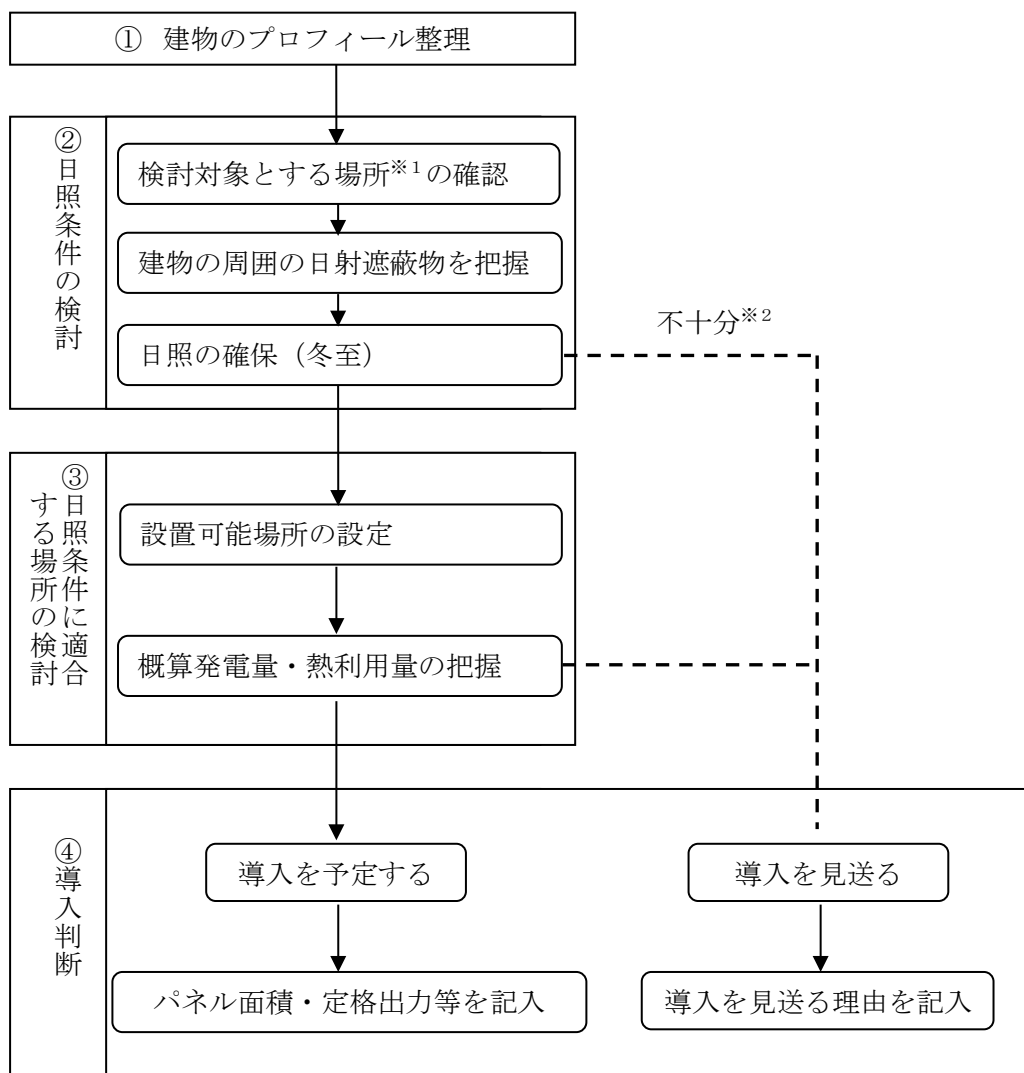 ① 建物のプロフィール整理
②日照条件の検討
検討対象とする場所※1の確認
建物の周囲の日射遮蔽物を把握
日照の確保（冬至）
不十分※2
③日照条件に適合
する場所の検討
設置可能場所の設定
概算発電量・熱利用量の把握
④導入判断
導入を予定する
導入を見送る
パネル面積・定格出力等を記入
導入を見送る理由を記入